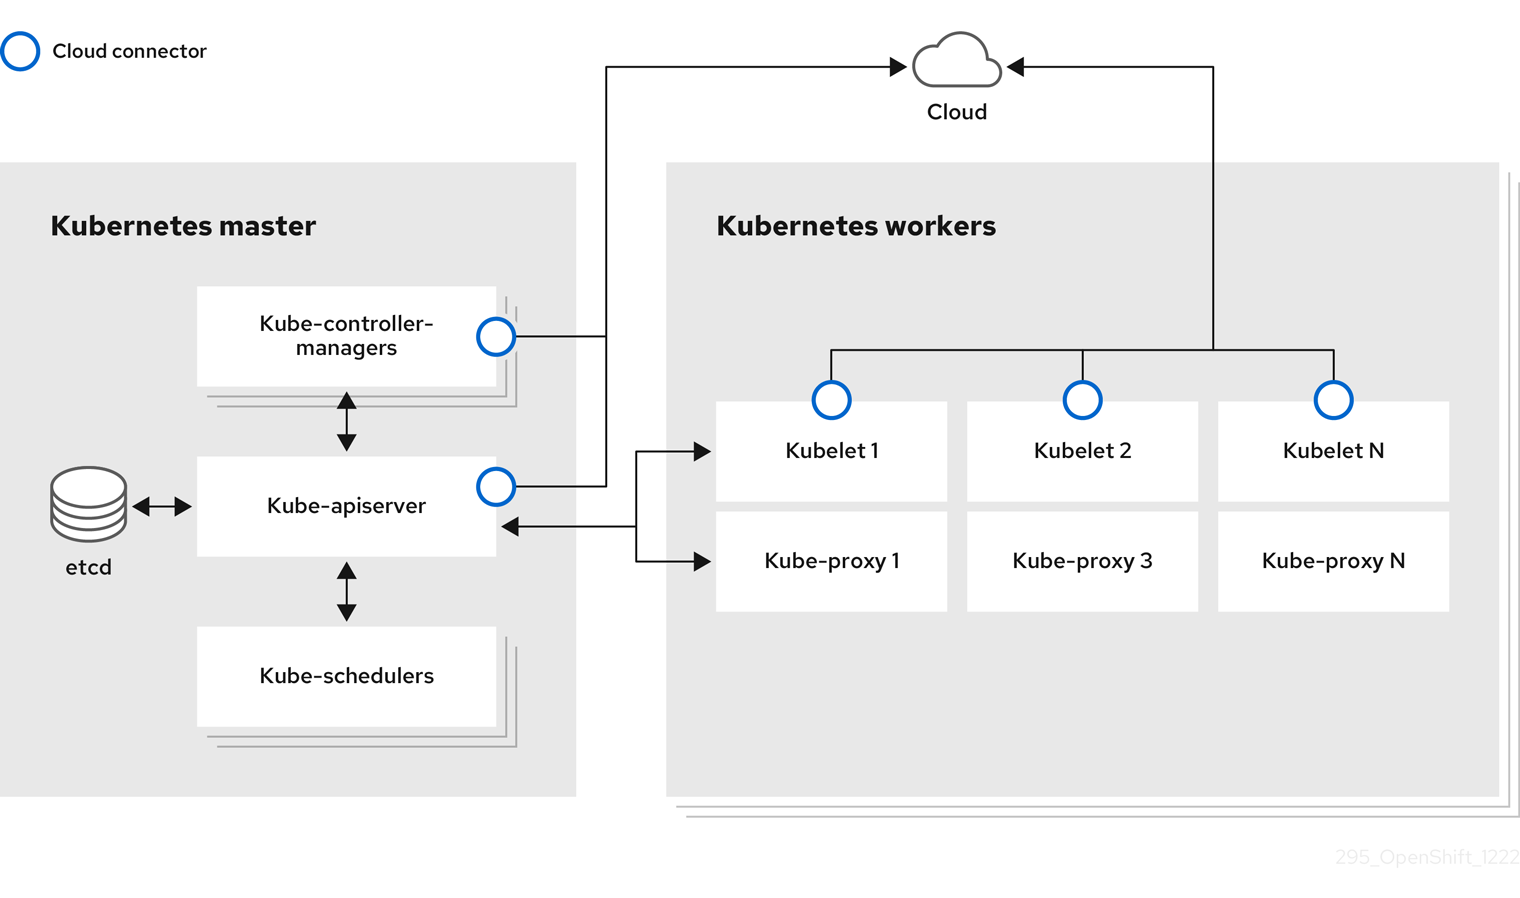 Cloud connector
Cloud
Kubernetes master
Kube-controller-
managers
Kube-apiserver
etcd
Kube-schedulers
Kubernetes workers
Kubelet 1
Kubelet 2
Kubelet N
Kube-proxy 1
Kube-proxy 3
Kube-proxy N
295_OpenShift_1222